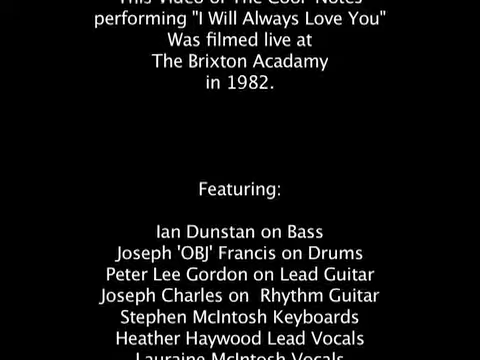 This Video of The Cool Notes
performing "I Will Always Love You"
Was filmed live at
The Brixton Acadamy
in 1982.
Featuring:
Ian Dunstan on Bass
Joseph 'OBJ' Francis on Drums
Peter Lee Gordon on Lead Guitar
Joseph Charles on  Rhythm Guitar
Stephen McIntosh Keyboards
Heather Haywood Lead Vocals
Lauraine McIntosh Vocals